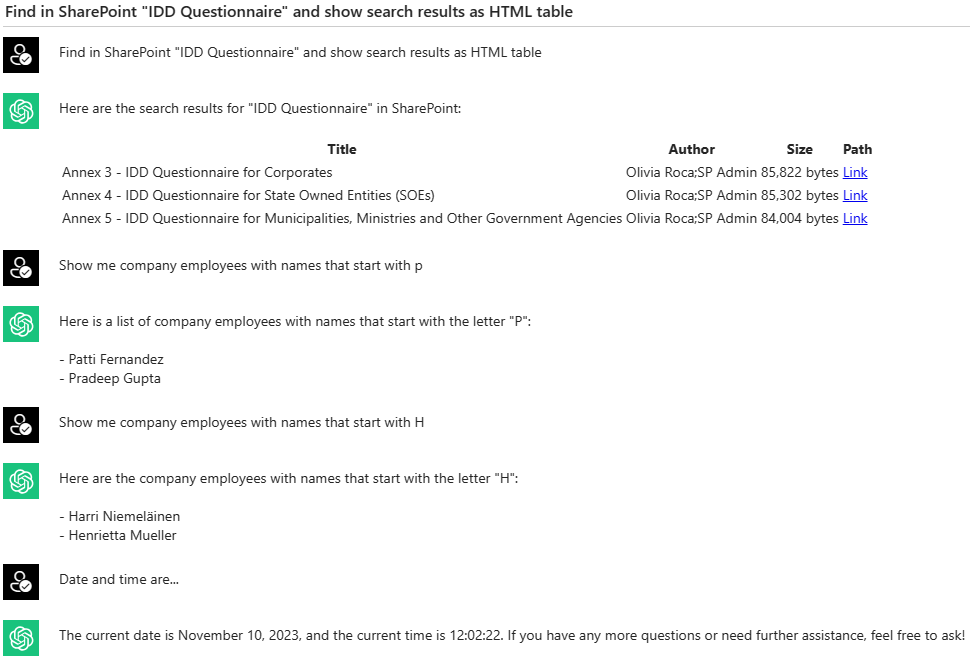 Find in SharePoint "IDD Questionnaire" and show search results as HTML table
Find in SharePoint "IDD Questionnaire" and show search results as HTML table
Here are the search results for "IDD Questionnaire" in SharePoint:
Title Author Size Path
Annex 3 - IDD Questionnaire for Corporates Olivia Roca;SP Admin 85,822 bytes Link
Annex 4 - IDD Questionnaire for State Owned Entities (SOEs) Olivia Roca;SP Admin 85,302 bytes Link
Annex 5 - IDD Questionnaire for Municipalities, Ministries and Other Government Agencies Olivia Roca;SP Admin 84,004 bytes Link
Show me company employees with names that start with p
Here is a list of company employees with names that start with the letter "P":
- Patti Fernandez
- Pradeep Gupta
Show me company employees with names that start with H
Here are the company employees with names that start with the letter "H":
- Harri Niemeläinen
- Henrietta Mueller
Date and time are...
The current date is November 10, 2023, and the current time is 12:02:22. If you have any more questions or need further assistance, feel free to ask!